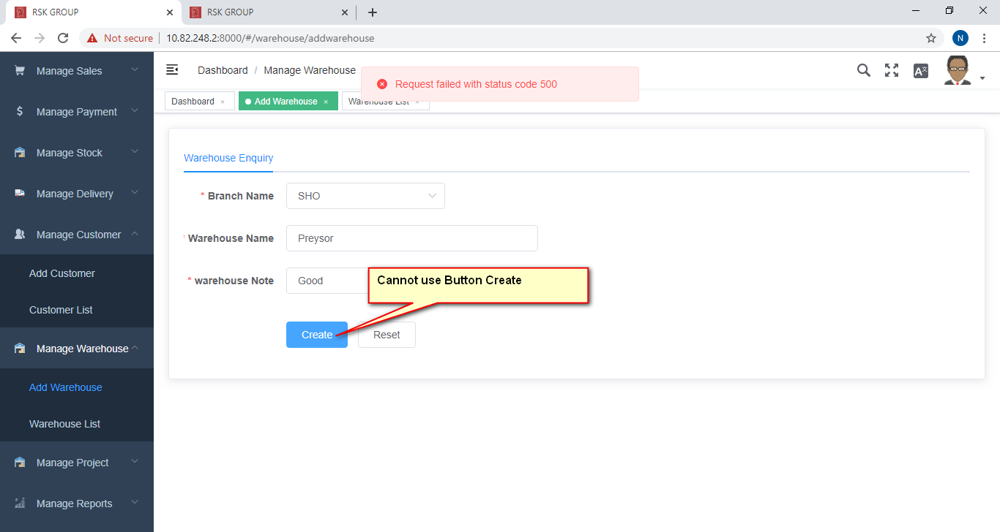 RSK GROUP
RSK GROUP
Not secure
10.82.248.2:8000/#/warehouse/addwarehouse
N
Manage Sales
Manage Payment
Manage Stock
Manage Delivery
Manage Customer
Add Customer
Customer List
Manage Warehouse
Add Warehouse
Warehouse List
Manage Project
Manage Reports
Dashboard / Manage Warehouse
Request failed with status code 500
Dashboard ×
Add Warehouse ×
Warehouse List ×
Warehouse Enquiry
* Branch Name
SHO
* Warehouse Name
Preysor
* warehouse Note
Good
Cannot use Button Create
Create
Reset